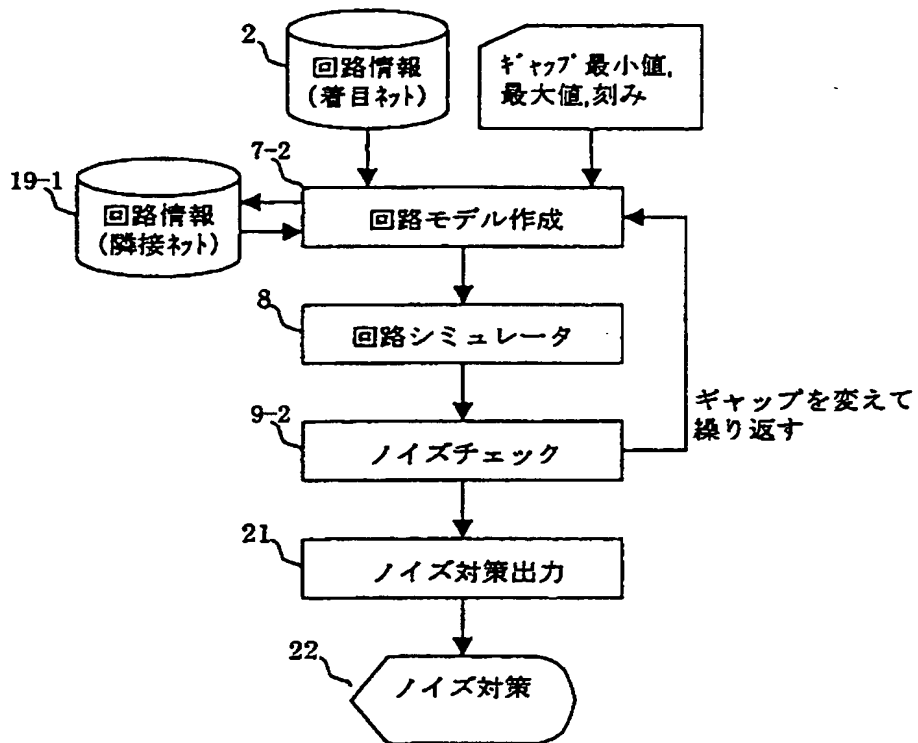 2
回路情報
(着目ネット)
ギャップ 最小値,
最大値,刻み
7-2
19-1
回路情報
(隣接ネット)
回路モデル作成
8
回路シミュレータ
9-2
ノイズチェック
ギャップを変えて
繰り返す
21
ノイズ対策出力
22
ノイズ対策